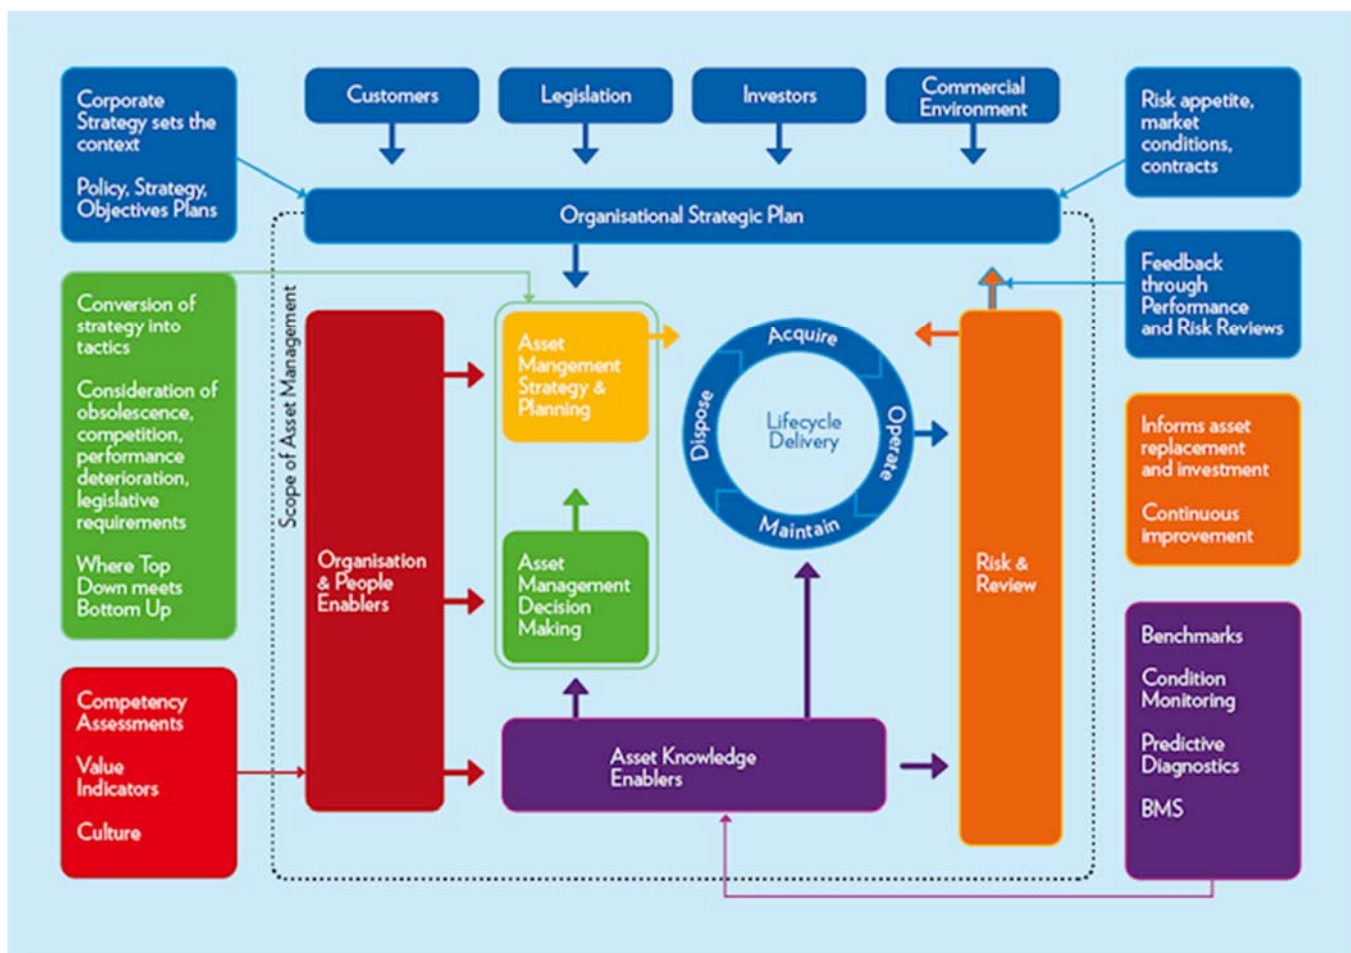 Corporate
Strategy sets the
context
Policy, Strategy,
Objectives Plans
Customers
Legislation
Investors
Commercial
Environment
Risk appetite,
market
conditions,
contracts
Organisational Strategic Plan
Feedback
through
Performance
and Risk Reviews
Conversion of
strategy into
tactics
Consideration of
obsolescence,
competition,
performance
deterioration,
legislative
requirements
Where Top
Down meets
Bottom Up
Scope of Asset Management
Organisation
& People
Enablers
Asset
Mangement
Strategy &
Planning
Asset
Management
Decision
Making
Acquire
Operate
Maintain
Dispose
Lifecycle
Delivery
Risk &
Review
Informs asset
replacement
and investment
Continuous
improvement
Competency
Assessments
Value
Indicators
Culture
Asset Knowledge
Enablers
Benchmarks
Condition
Monitoring
Predictive
Diagnostics
BMS